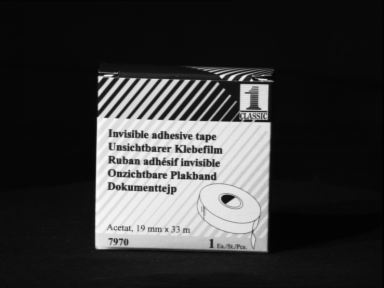 1
CLASSIC
Invisible adhesive tape
Unsichtbarer Klebefilm
Ruban adhésif invisible
Onzichtbare Plakband
Dokumenttejp
Acetat, 19 mm x 33 m
7970 1 Ea./St./Pce.